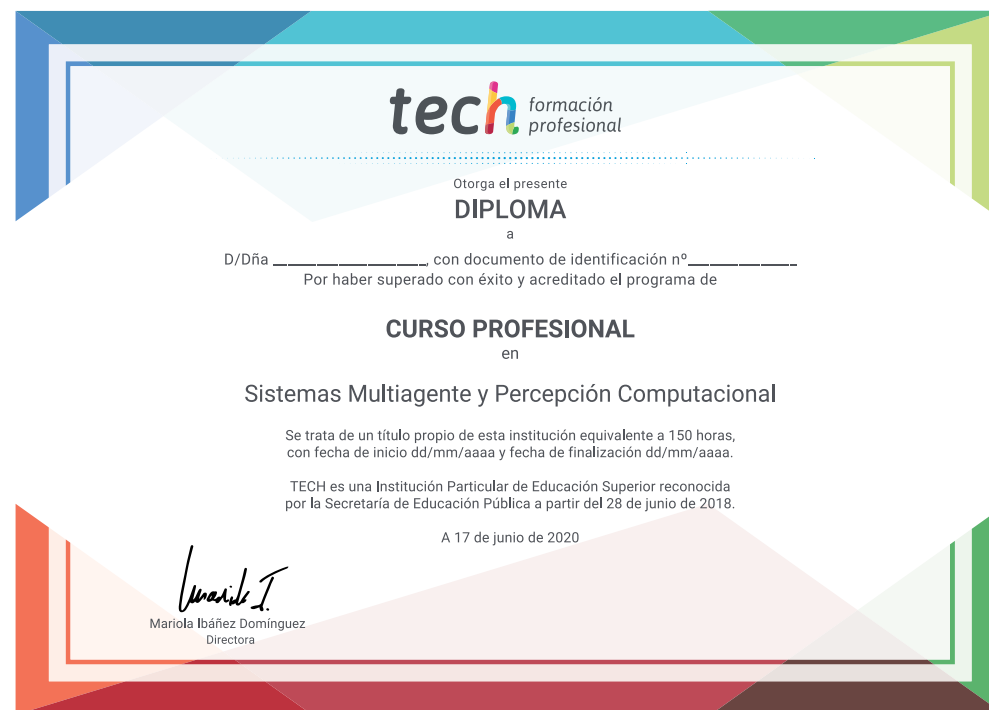 tech formación
profesional
Otorga el presente
DIPLOMA
a
D/Dña ____________________, con documento de identificación nº______________
Por haber superado con éxito y acreditado el programa de
CURSO PROFESIONAL
en
Sistemas Multiagente y Percepción Computacional
Se trata de un título propio de esta institución equivalente a 150 horas,
con fecha de inicio dd/mm/aaaa y fecha de finalización dd/mm/aaaa.
TECH es una Institución Particular de Educación Superior reconocida
por la Secretaría de Educación Pública a partir del 28 de junio de 2018.
A 17 de junio de 2020
Mariola Ibáñez Domínguez
Directora